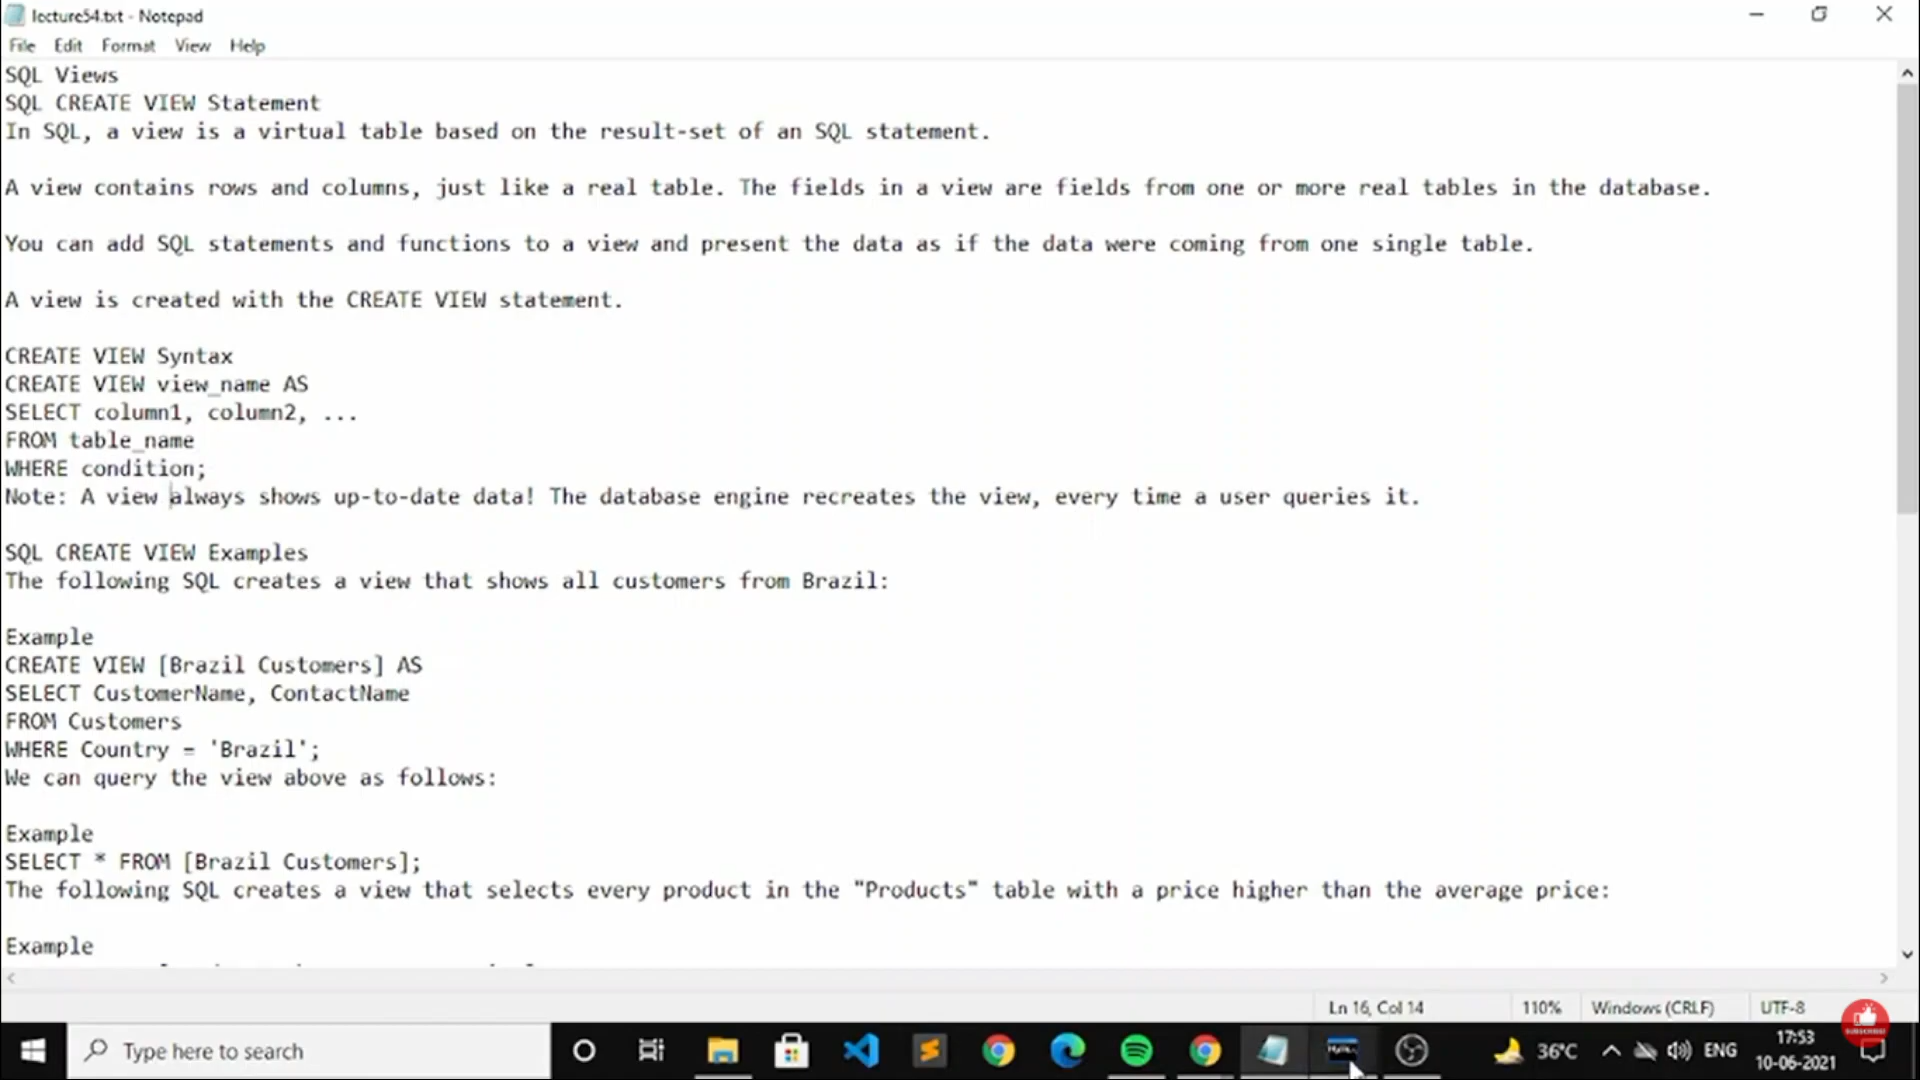 lecture54.txt - Notepad
File Edit Format View Help
SQL Views
SQL CREATE VIEW Statement
In SQL, a view is a virtual table based on the result-set of an SQL statement.
A view contains rows and columns, just like a real table. The fields in a view are fields from one or more real tables in the database.
You can add SQL statements and functions to a view and present the data as if the data were coming from one single table.
A view is created with the CREATE VIEW statement.
CREATE VIEW Syntax
CREATE VIEW view_name AS
SELECT column1, column2, ...
FROM table_name
WHERE condition;
Note: A view always shows up-to-date data! The database engine recreates the view, every time a user queries it.
SQL CREATE VIEW Examples
The following SQL creates a view that shows all customers from Brazil:
Example
CREATE VIEW [Brazil Customers] AS
SELECT CustomerName, ContactName
FROM Customers
WHERE Country = 'Brazil';
We can query the view above as follows:
Example
SELECT * FROM [Brazil Customers];
The following SQL creates a view that selects every product in the "Products" table with a price higher than the average price:
Example
Ln 16, Col 14 110% Windows (CRLF) UTF-8
Type here to search 36°C ENG 17:53
10-06-2021